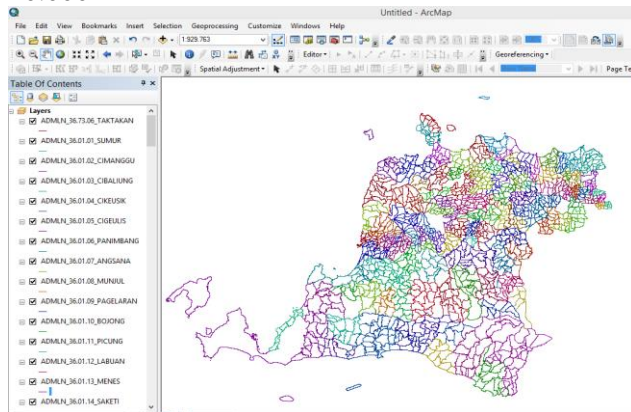 Untitled - ArcMap
File Edit View Bookmarks Insert Selection Geoprocessing Customize Windows Help
1:929.763
Editor Georeferencing
Spatial Adjustment Page Te
Table Of Contents
Layers
ADMLN_36.73.06_TAKTAKAN
ADMLN_36.01.01_SUMUR
ADMLN_36.01.02_CIMANGGU
ADMLN_36.01.03_CIBALIUNG
ADMLN_36.01.04_CIKEUSIK
ADMLN_36.01.05_CIGEULIS
ADMLN_36.01.06_PANIMBANG
ADMLN_36.01.07_ANGSANA
ADMLN_36.01.08_MUNJUL
ADMLN_36.01.09_PAGELARAN
ADMLN_36.01.10_BOJONG
ADMLN_36.01.11_PICUNG
ADMLN_36.01.12_LABUAN
ADMLN_36.01.13_MENES
ADMLN_36.01.14_SAKETI